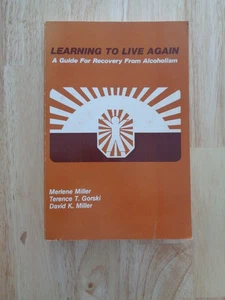 LEARNING TO LIVE AGAIN
A Guide For Recovery From Alcoholism
Merlene Miller
Terence T. Gorski
David K. Miller